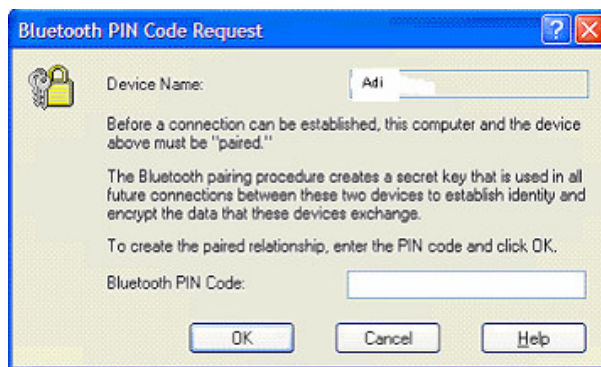 Bluetooth PIN Code Request
Device Name: Adi
Before a connection can be established, this computer and the device
above must be "paired."
The Bluetooth pairing procedure creates a secret key that is used in all
future connections between these two devices to establish identity and
encrypt the data that these devices exchange.
To create the paired relationship, enter the PIN code and click OK.
Bluetooth PIN Code:
OK Cancel Help